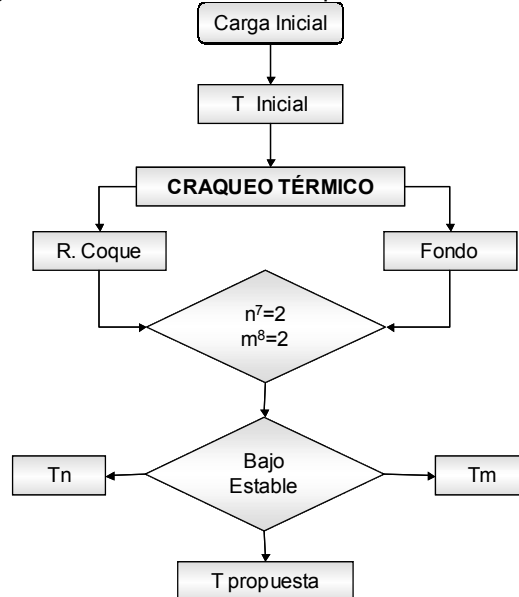 Carga Inicial
T Inicial
CRAQUEO TÉRMICO
R. Coque
Fondo
n⁷=2
m⁸=2
Bajo
Estable
Tn
Tm
T propuesta